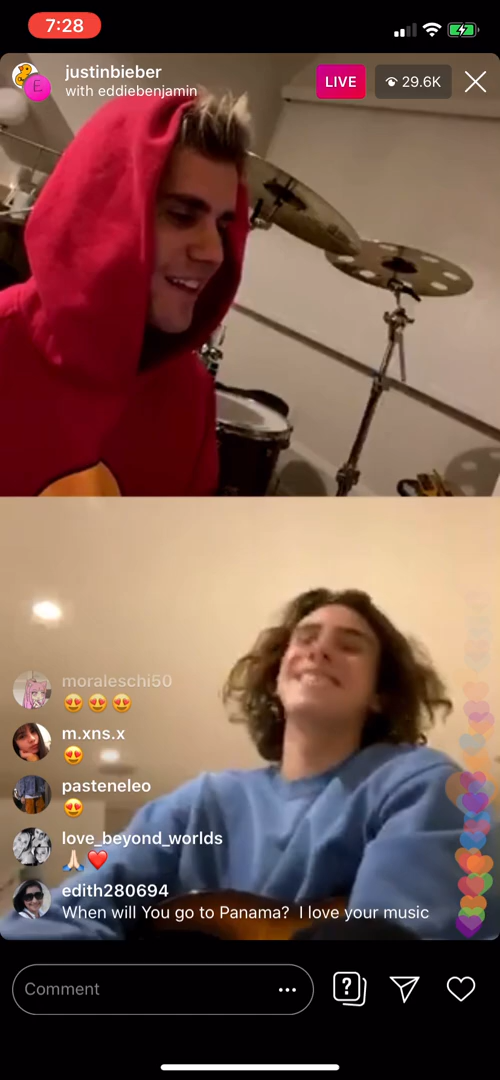 7:28
justinbieber
with eddiebenjamin
E
LIVE
29.6K
moraleschi50
m.xns.x
pasteneleo
love_beyond_worlds
edith280694
When will You go to Panama? I love your music
Comment
?